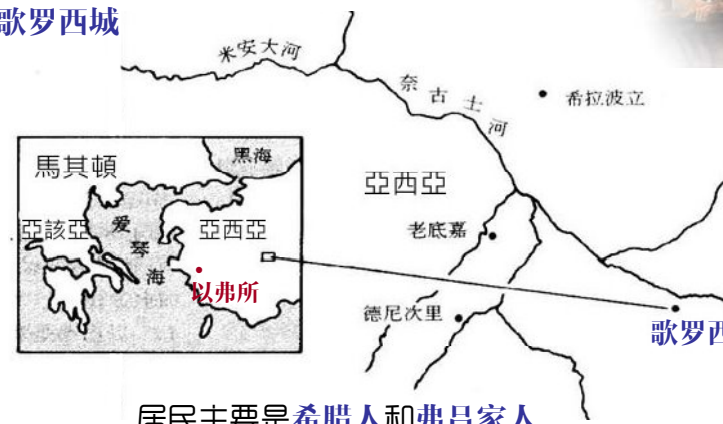 歌罗西城
米安大河
奈古士河
希拉波立
黑海
馬其頓
亞西亞
亞該亞
爱琴海
亞西亞
老底嘉
以弗所
德尼次里
歌罗西
居民主要是希腊人和弗吕家人